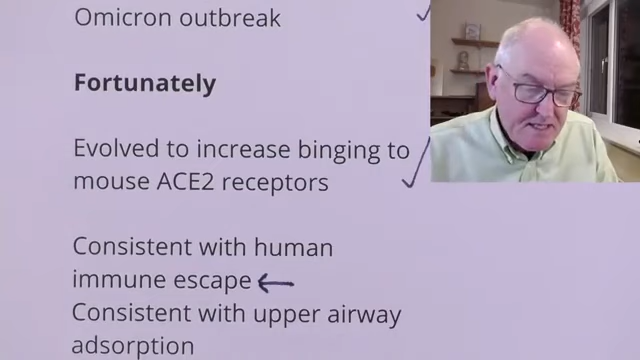 Omicron outbreak
Fortunately
Evolved to increase binging to
mouse ACE2 receptors
Consistent with human
immune escape
Consistent with upper airway
adsorption